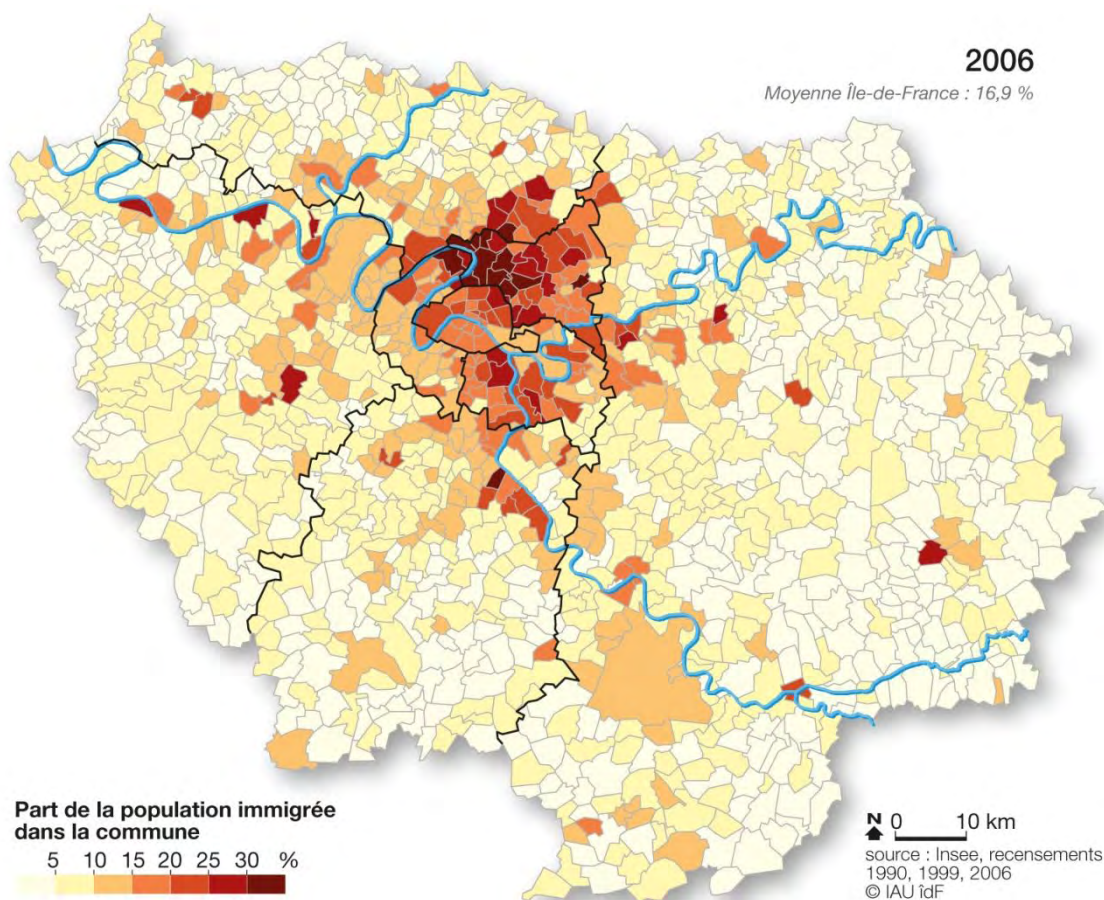 2006
Moyenne Île-de-France : 16,9 %
Part de la population immigrée
dans la commune
5 10 15 20 25 30 %
N 0 10 km
source : Insee, recensements
1990, 1999, 2006
© IAU îdF